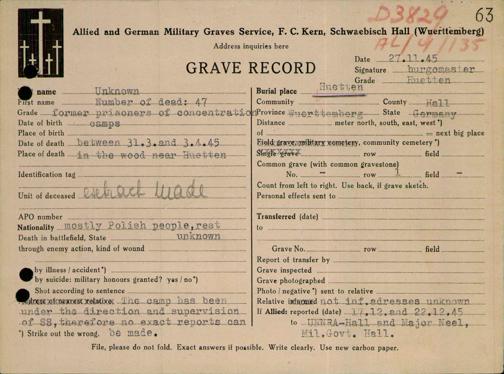 D3829
63
AL/9/135
Allied and German Military Graves Service, F. C. Kern, Schwaebisch Hall (Wuerttemberg)
Address inquiries here
GRAVE RECORD
Date 27.11.45
Signature burgomaster
Grade Huetten
name Unknown
First name Number of dead: 47
Grade former prisoners of concentration
Date of birth camps
Place of birth
Date of death between 31.3.and 3.4.45
Place of death in the wood near Huetten
Identification tag
Unit of deceased extract made
APO number
Nationality mostly Polish people,rest
Death in battlefield, State unknown
through enemy action, kind of wound
by illness / accident*)
by suicide: military honours granted? yes / no*)
Shot according to sentence
Address of nearest relative The camp has been
under the direction and supervision
of SS,therefore no exact reports can
*) Strike out the wrong. be made.
Burial place Huetten
Community County Hall
Province Wuerttemberg State Germany
Distance meter north, south, east, west*)
of = next big place
Field grave, military cemetery, community cemetery*)
Single grave row field
Common grave (with common gravestone)
No. - row 1 field -
Count from left to right. Use back, if grave sketch.
Personal effects sent to
Transferred (date)
to
Grave No. row field
Report of transfer by
Grave inspected
Grave photographed
Photo / negative*) sent to relative
Relative informed not inf.adresses unknown
If Allied: reported (date) 17.12.and 22.12.45
to UNNRA-Hall and Major Neel,
Mil.Govt. Hall.
File, please do not fold. Exact answers if possible. Write clearly. Use new carbon paper.